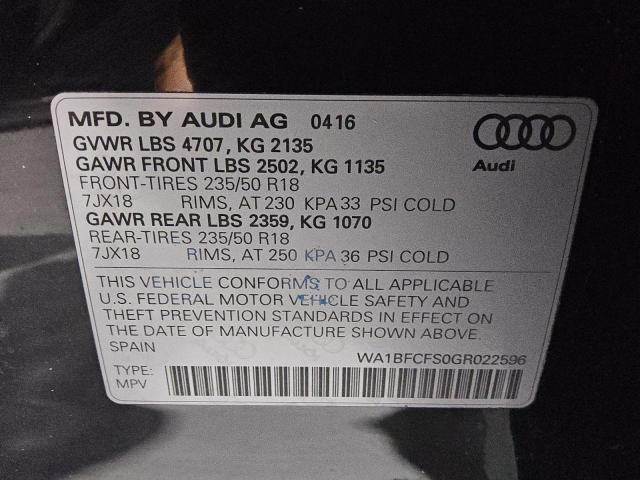 MFD. BY AUDI AG 0416
GVWR LBS 4707, KG 2135
GAWR FRONT LBS 2502, KG 1135
FRONT-TIRES 235/50 R18
7JX18 RIMS, AT 230 KPA 33 PSI COLD
GAWR REAR LBS 2359, KG 1070
REAR-TIRES 235/50 R18
7JX18 RIMS, AT 250 KPA 36 PSI COLD
Audi
THIS VEHICLE CONFORMS TO ALL APPLICABLE
U.S. FEDERAL MOTOR VEHICLE SAFETY AND
THEFT PREVENTION STANDARDS IN EFFECT ON
THE DATE OF MANUFACTURE SHOWN ABOVE.
SPAIN
WA1BFCFS0GR022596
TYPE:
MPV